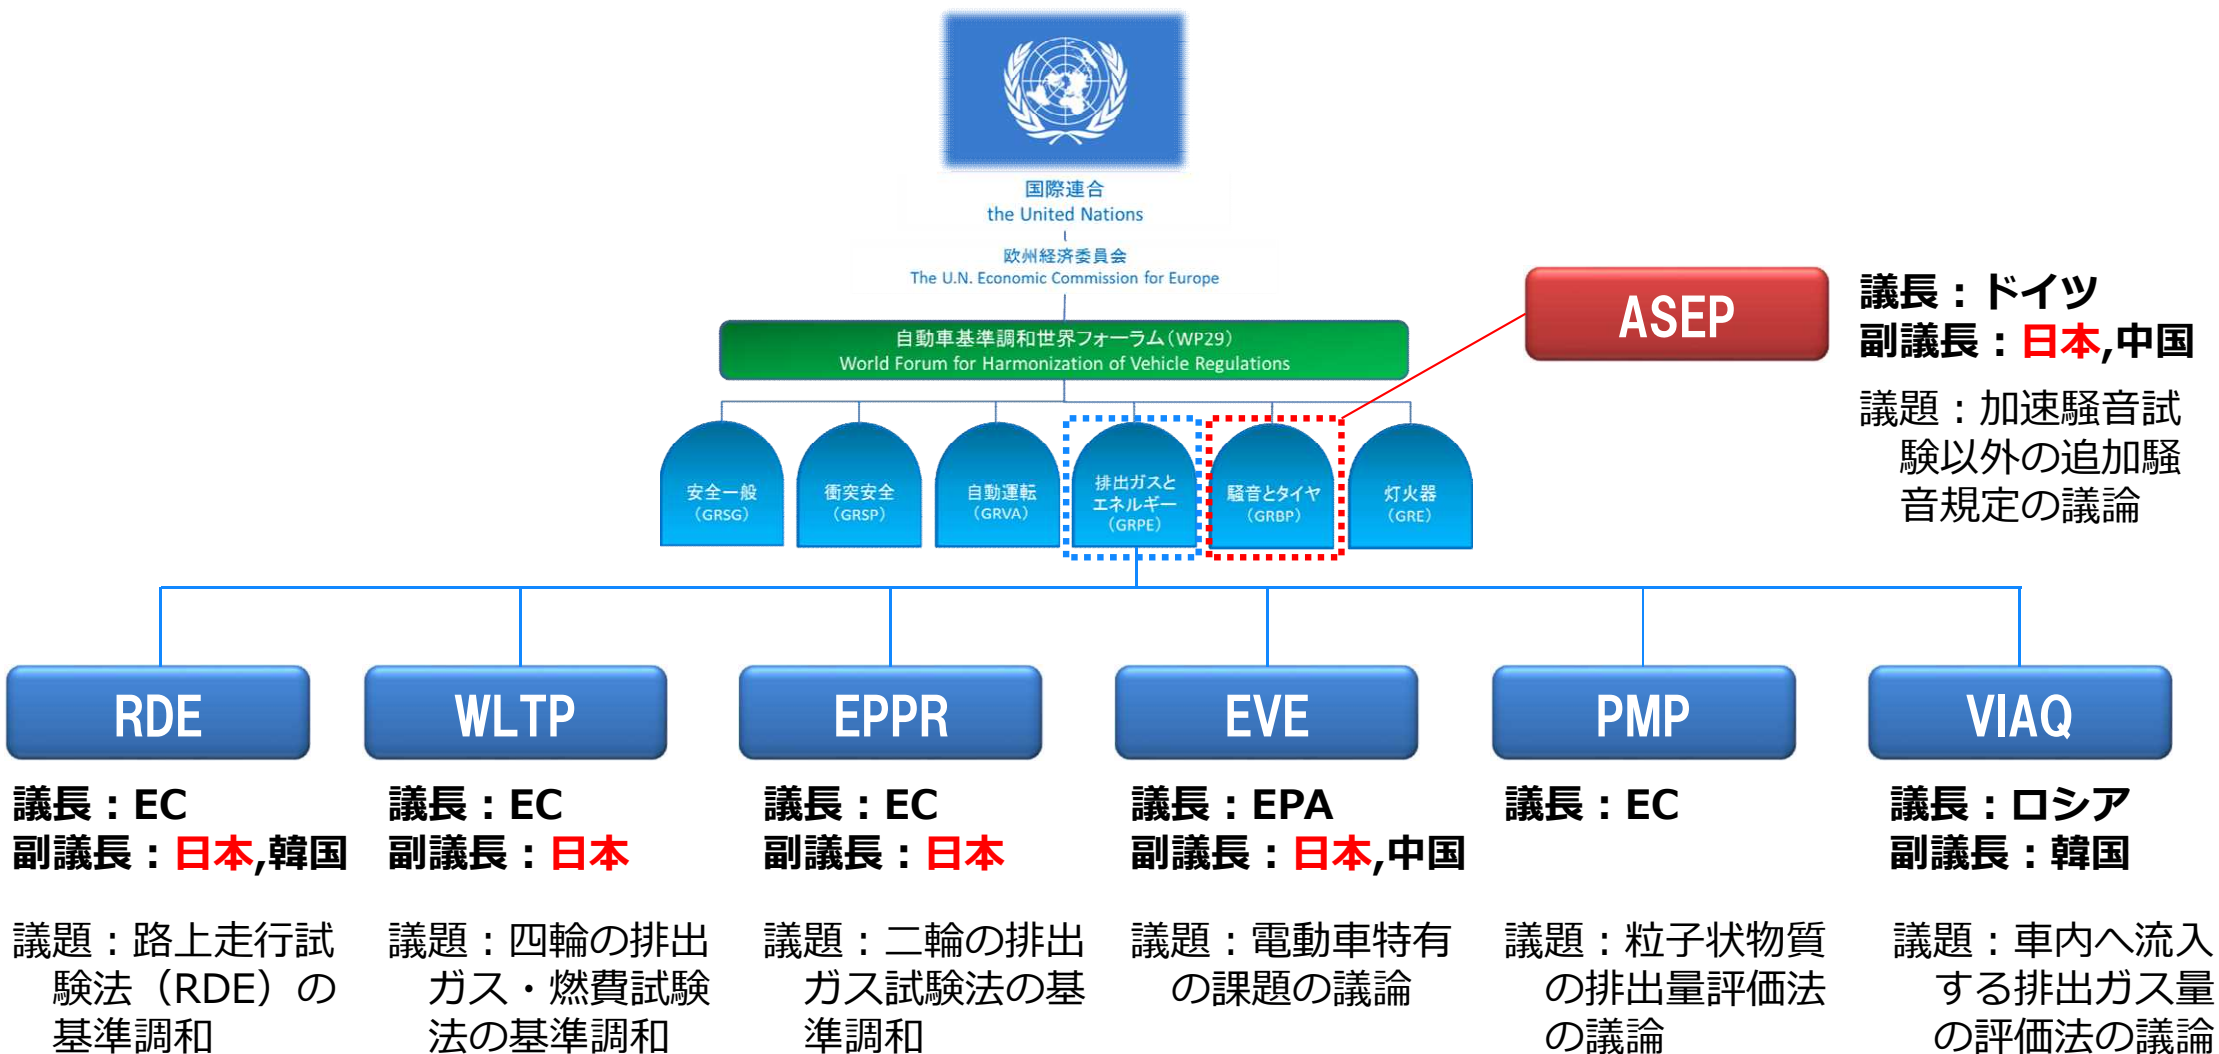 国際連合
the United Nations
欧州経済委員会
The U.N. Economic Commission for Europe
自動車基準調和世界フォーラム(WP29)
World Forum for Harmonization of Vehicle Regulations
安全一般
(GRSG)
衝突安全
(GRSP)
自動運転
(GRVA)
排出ガスと
エネルギー
(GRPE)
騒音とタイヤ
(GRBP)
灯火器
(GRE)
ASEP
議長：ドイツ
副議長：日本,中国
議題：加速騒音試
験以外の追加騒
音規定の議論
RDE
議長：EC
副議長：日本,韓国
議題：路上走行試
験法（RDE）の
基準調和
WLTP
議長：EC
副議長：日本
議題：四輪の排出
ガス・燃費試験
法の基準調和
EPPR
議長：EC
副議長：日本
議題：二輪の排出
ガス試験法の基
準調和
EVE
議長：EPA
副議長：日本,中国
議題：電動車特有
の課題の議論
PMP
議長：EC
議題：粒子状物質
の排出量評価法
の議論
VIAQ
議長：ロシア
副議長：韓国
議題：車内へ流入
する排出ガス量
の評価法の議論